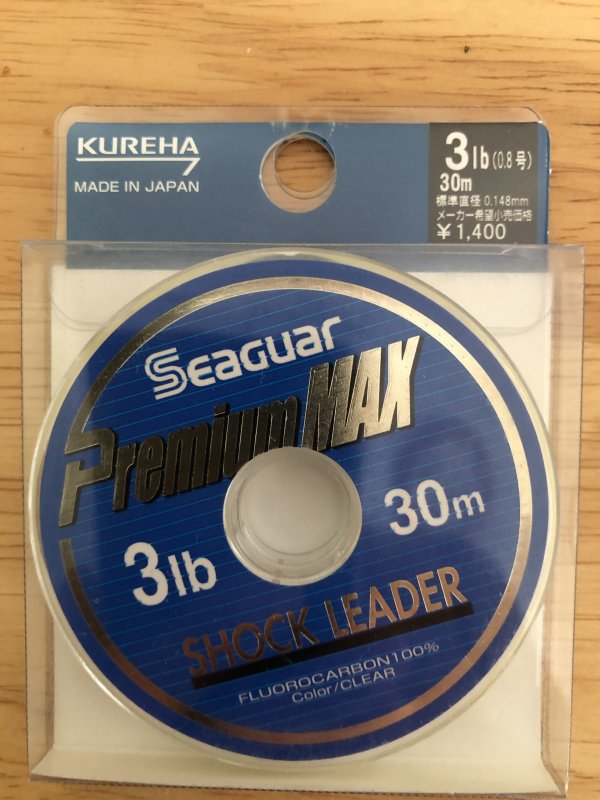 KUREHA
MADE IN JAPAN
3lb(0.8号)
30m
標準直径 0.148mm
メーカー希望小売価格
¥1,400
SEAGUAR
Premium MAX
30m
3lb
SHOCK LEADER
FLUOROCARBON100%
Color/CLEAR